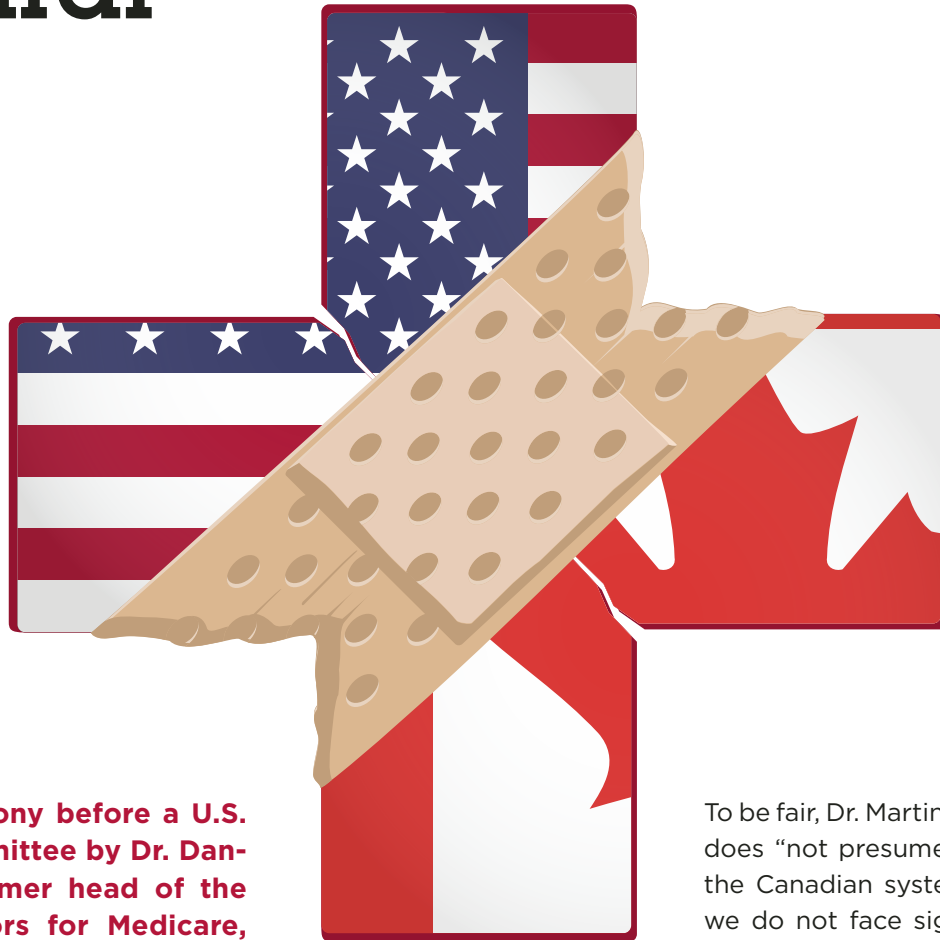 ony before a U.S.
mittee by Dr. Dan-
mer head of the
ors for Medicare,
To be fair, Dr. Martin
does “not presume
the Canadian syste
we do not face sig